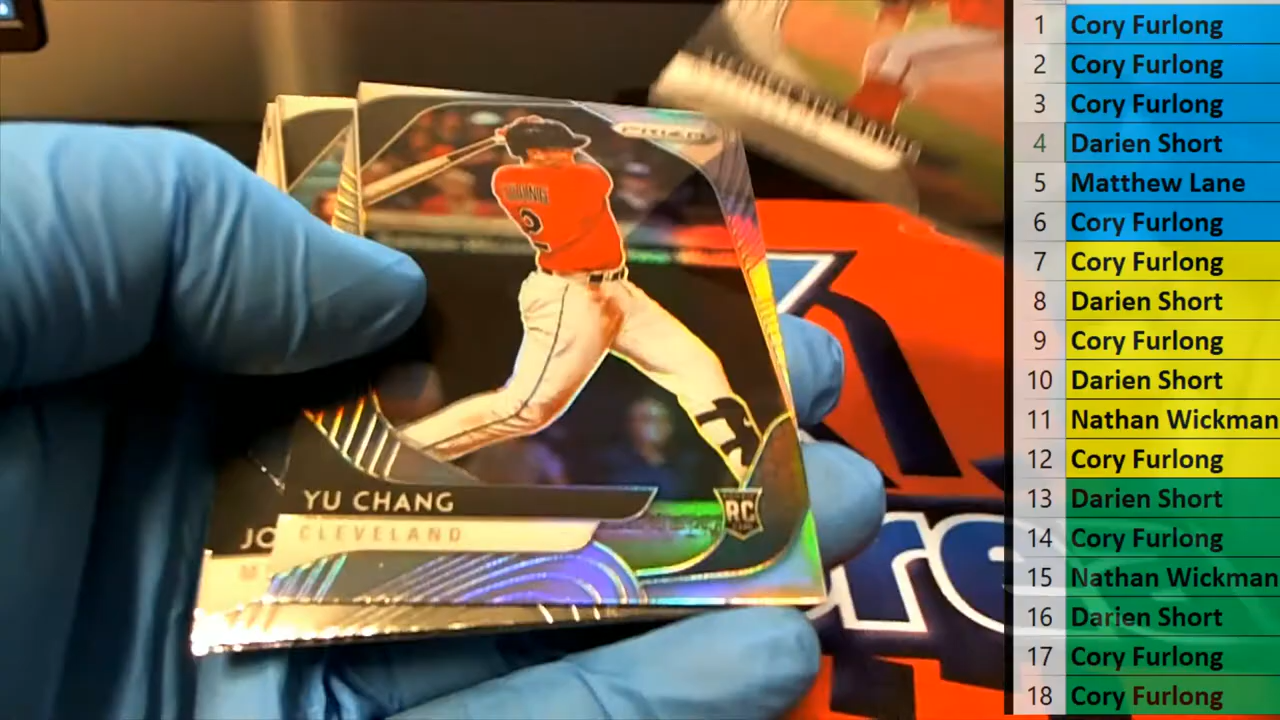 PRIZM
CHANG
2
YU CHANG
CLEVELAND
RC
JO
1 Cory Furlong
2 Cory Furlong
3 Cory Furlong
4 Darien Short
5 Matthew Lane
6 Cory Furlong
7 Cory Furlong
8 Darien Short
9 Cory Furlong
10 Darien Short
11 Nathan Wickman
12 Cory Furlong
13 Darien Short
14 Cory Furlong
15 Nathan Wickman
16 Darien Short
17 Cory Furlong
18 Cory Furlong